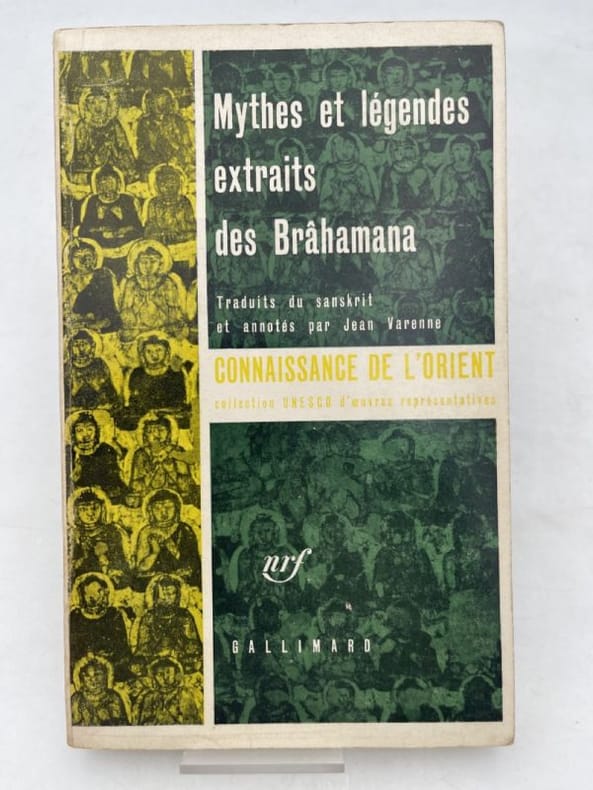 Mythes et légendes
extraits
des Brâhamana
Traduits du sanskrit
et annotés par Jean Varenne
CONNAISSANCE DE L'ORIENT
collection UNESCO d'œuvres représentatives
nrf
GALLIMARD